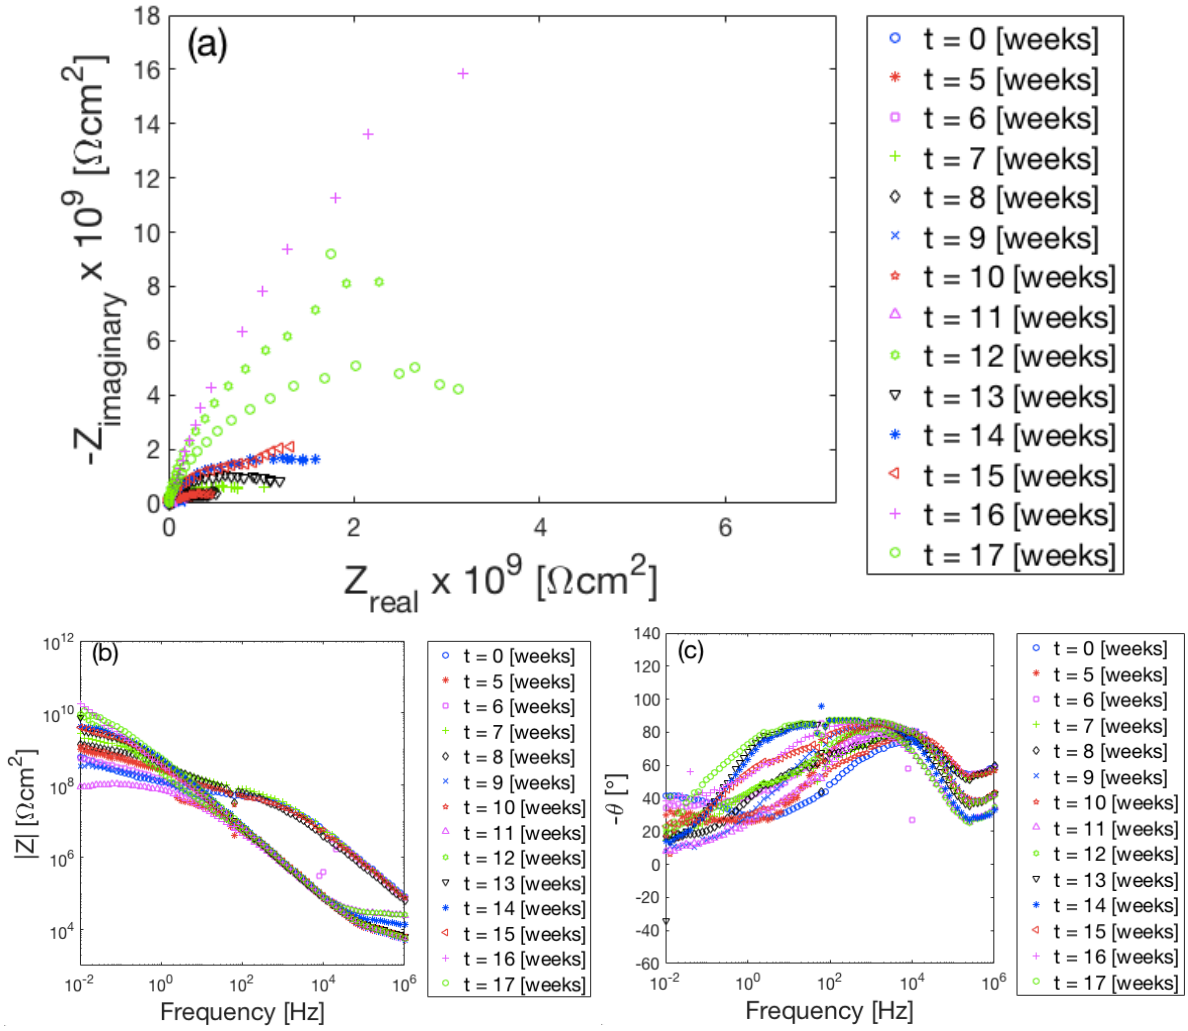 (a)
18
16
14
12
10
8
6
4
2
0
-Z_imaginary x 10^9 [Ωcm^2]
0 2 4 6
Z_real x 10^9 [Ωcm^2]
t = 0 [weeks]
t = 5 [weeks]
t = 6 [weeks]
t = 7 [weeks]
t = 8 [weeks]
t = 9 [weeks]
t = 10 [weeks]
t = 11 [weeks]
t = 12 [weeks]
t = 13 [weeks]
t = 14 [weeks]
t = 15 [weeks]
t = 16 [weeks]
t = 17 [weeks]
(b)
10^12
10^10
10^8
10^6
10^4
|Z| [Ωcm^2]
10^-2 10^0 10^2 10^4 10^6
Frequency [Hz]
t = 0 [weeks]
t = 5 [weeks]
t = 6 [weeks]
t = 7 [weeks]
t = 8 [weeks]
t = 9 [weeks]
t = 10 [weeks]
t = 11 [weeks]
t = 12 [weeks]
t = 13 [weeks]
t = 14 [weeks]
t = 15 [weeks]
t = 16 [weeks]
t = 17 [weeks]
(c)
140
120
100
80
60
40
20
0
-20
-40
-60
-θ [°]
10^-2 10^0 10^2 10^4 10^6
Frequency [Hz]
t = 0 [weeks]
t = 5 [weeks]
t = 6 [weeks]
t = 7 [weeks]
t = 8 [weeks]
t = 9 [weeks]
t = 10 [weeks]
t = 11 [weeks]
t = 12 [weeks]
t = 13 [weeks]
t = 14 [weeks]
t = 15 [weeks]
t = 16 [weeks]
t = 17 [weeks]